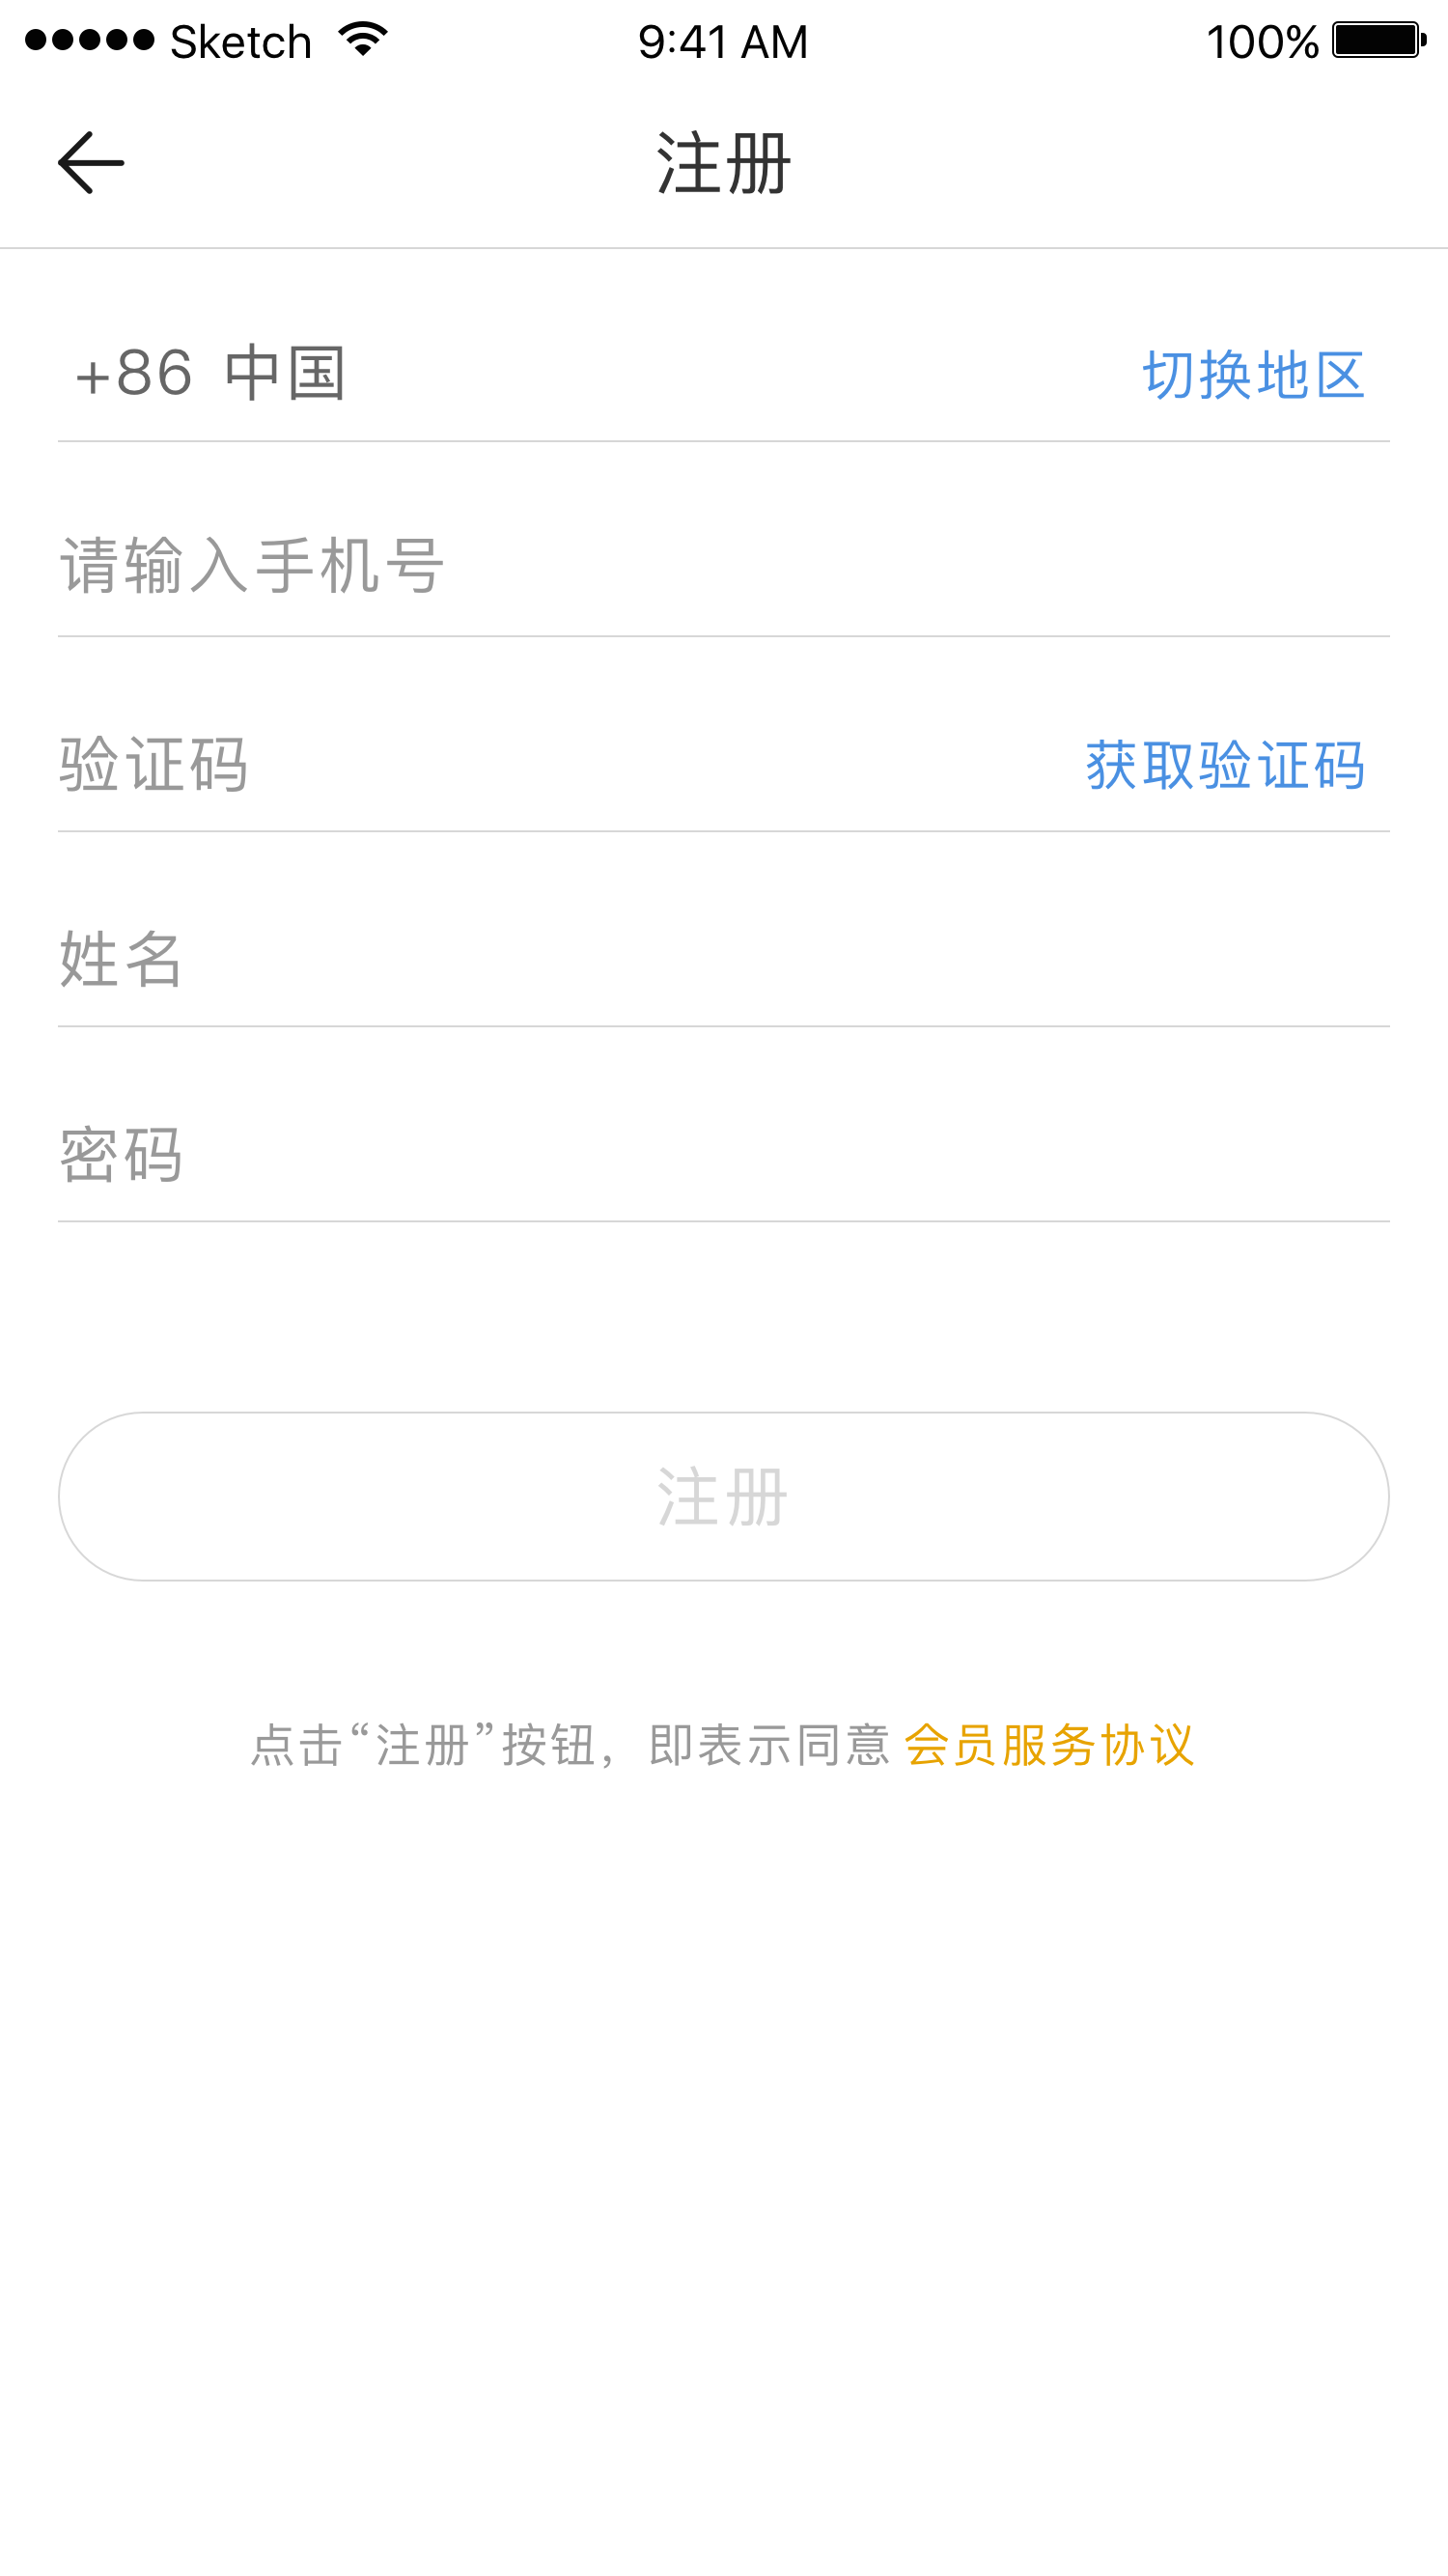 Sketch 9:41 AM 100%
注册
+86 中国 切换地区
请输入手机号
验证码 获取验证码
姓名
密码
注册
点击“注册”按钮，即表示同意 会员服务协议